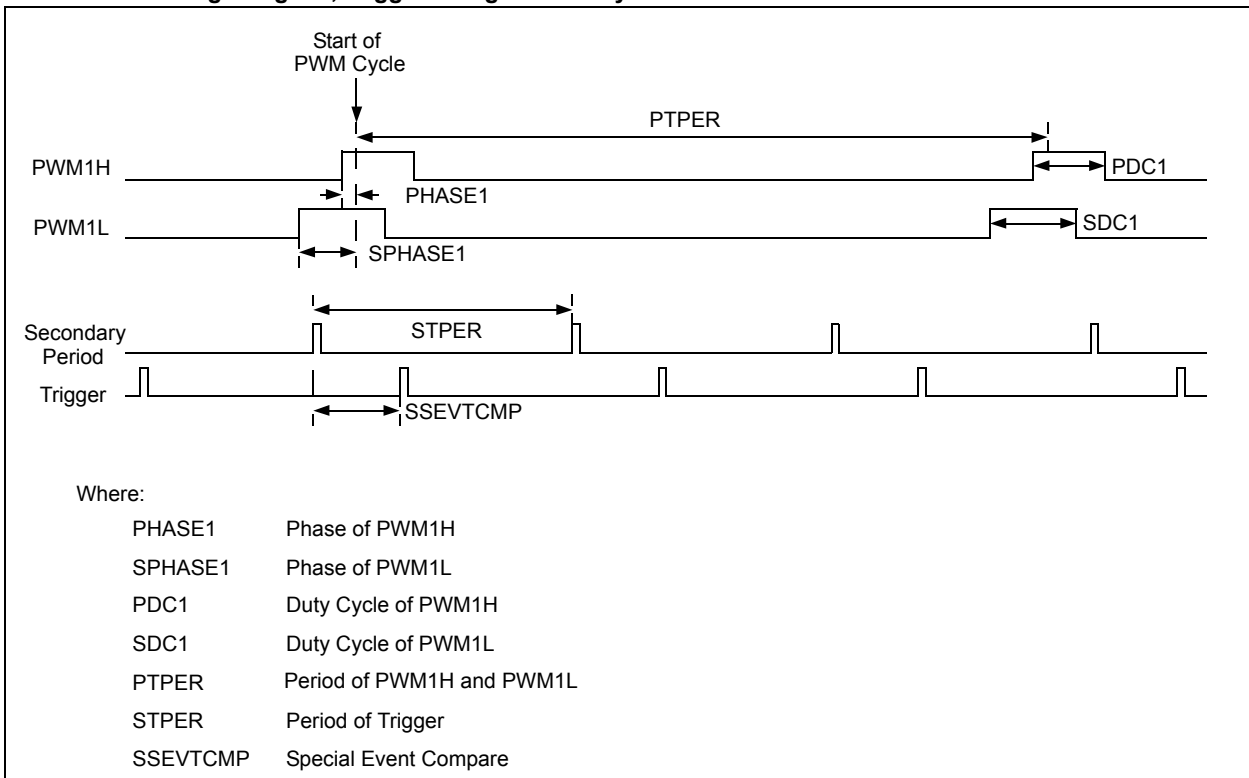 Start of
PWM Cycle
PTPER
PWM1H
PDC1
PHASE1
PWM1L
SDC1
SPHASE1
Secondary
Period
STPER
Trigger
SSEVTCMP
Where:
PHASE1 Phase of PWM1H
SPHASE1 Phase of PWM1L
PDC1 Duty Cycle of PWM1H
SDC1 Duty Cycle of PWM1L
PTPER Period of PWM1H and PWM1L
STPER Period of Trigger
SSEVTCMP Special Event Compare